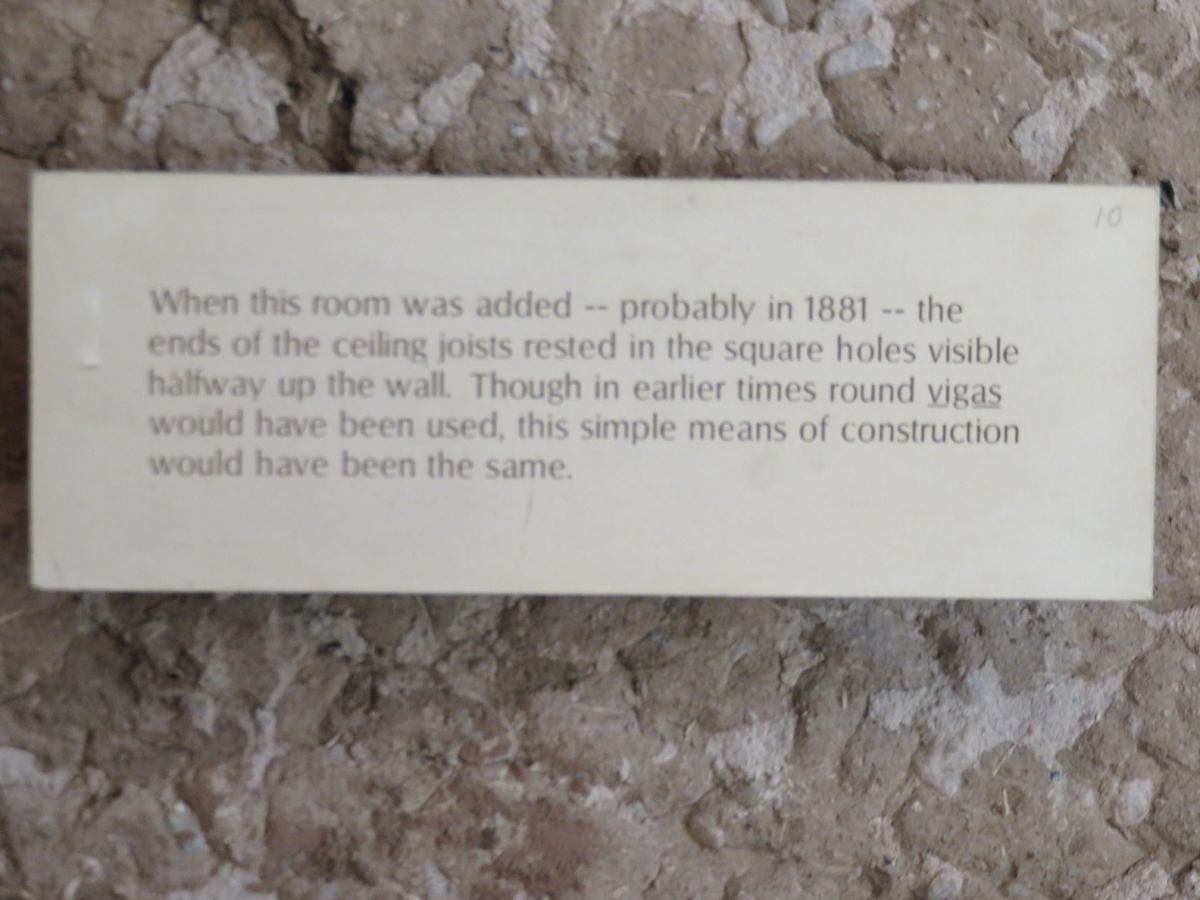 10
When this room was added -- probably in 1881 -- the
ends of the ceiling joists rested in the square holes visible
halfway up the wall.  Though in earlier times round vigas
would have been used, this simple means of construction
would have been the same.